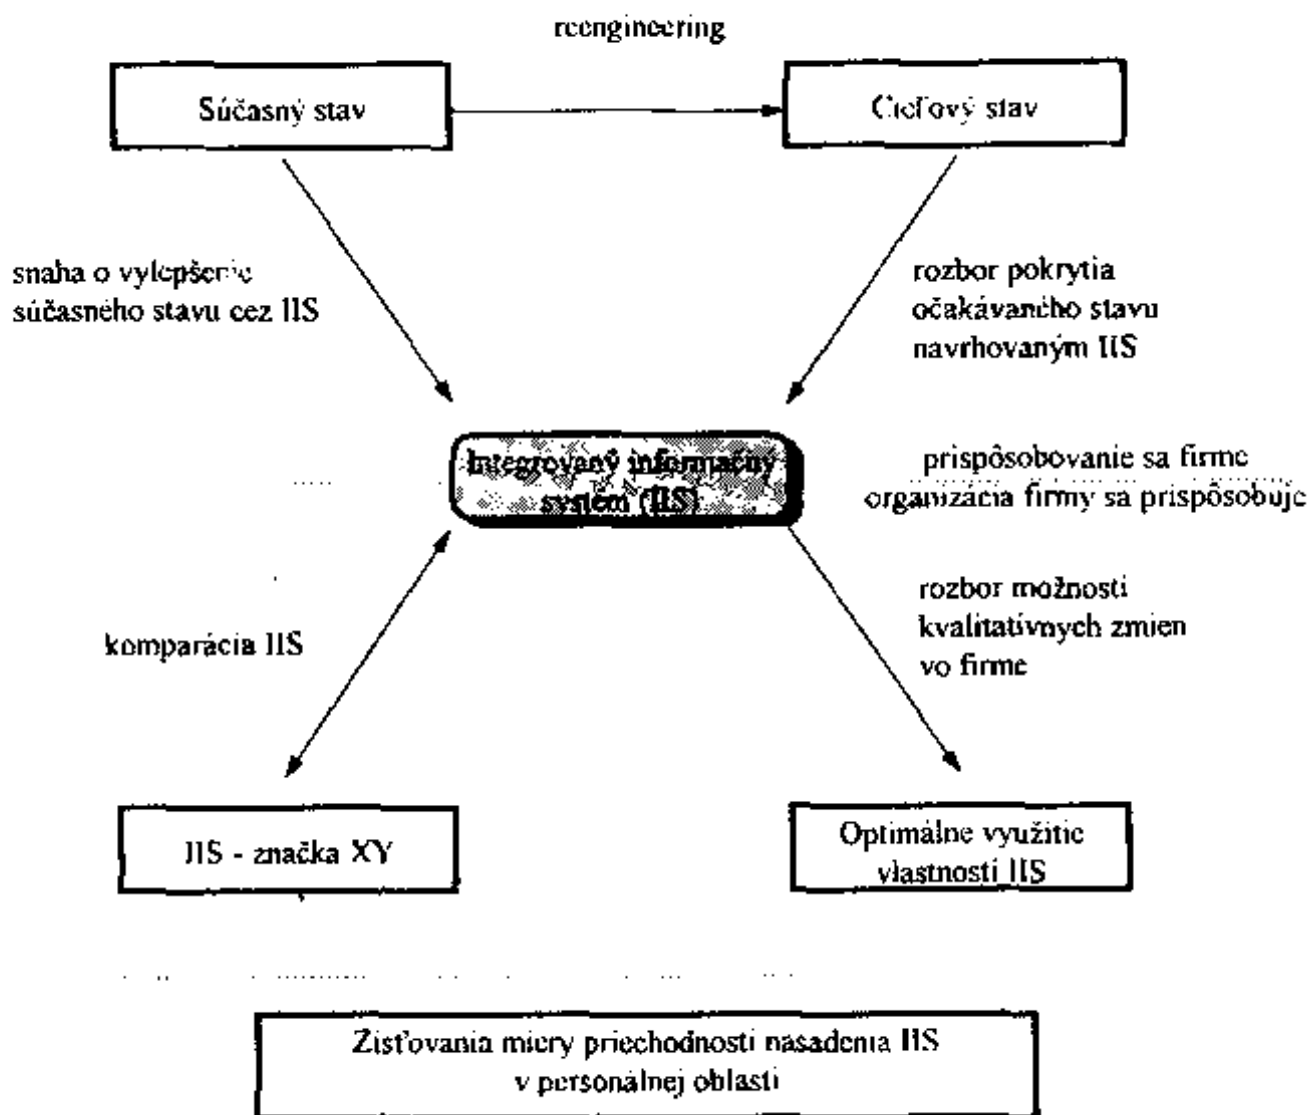 reengineering
Súčasný stav
Cieľový stav
snaha o vylepšenie
súčasného stavu cez IIS
rozbor pokrytia
očakávaného stavu
navrhovaným IIS
Integrovaný informačný
systém (IIS)
prispôsobovanie sa firme
organizácia firmy sa prispôsobuje
komparácia IIS
rozbor možností
kvalitatívnych zmien
vo firme
IIS - značka XY
Optimálne využitie
vlastností IIS
Zisťovania miery priechodnosti nasadenia IIS
v personálnej oblasti